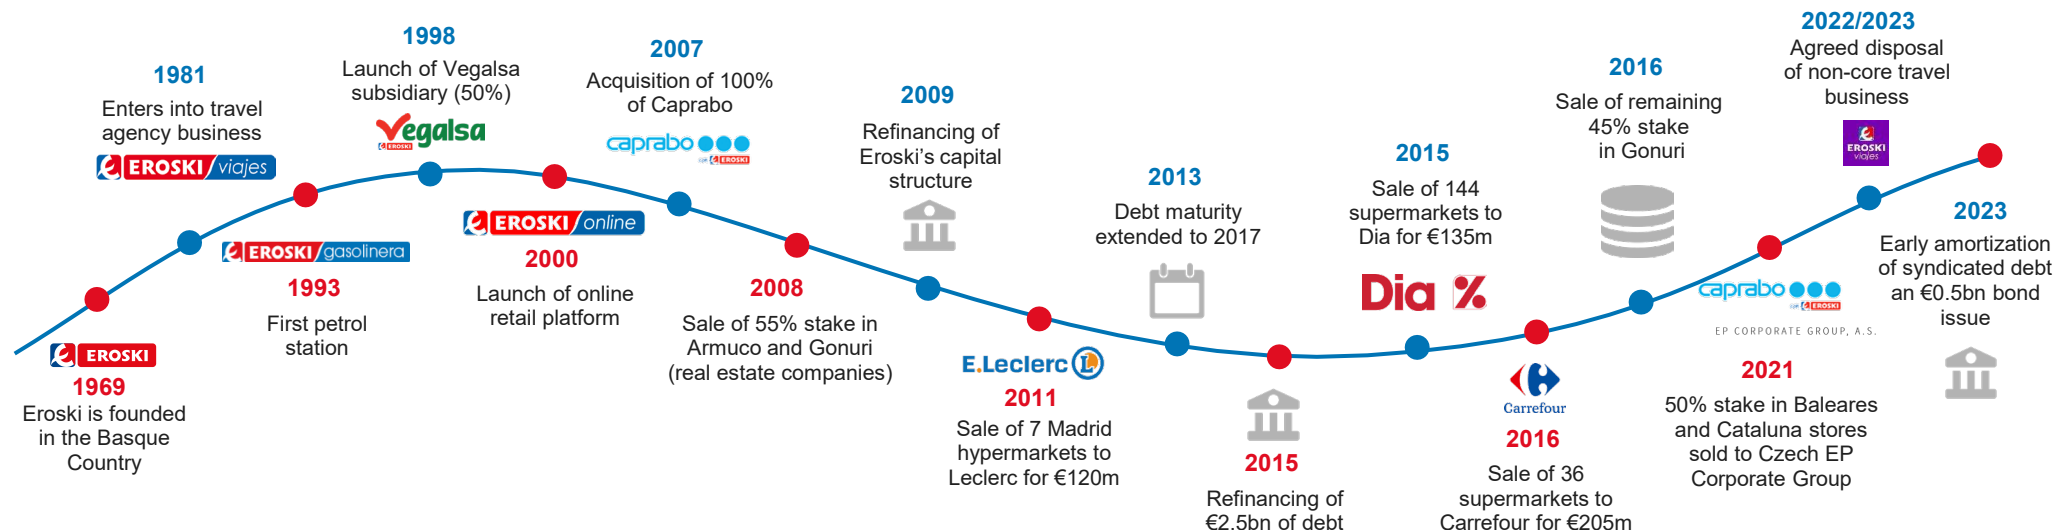 1969
Eroski is founded
in the Basque
Country
EROSKI
1981
Enters into travel
agency business
EROSKI/viajes
EROSKI/gasolinera
1993
First petrol
station
1998
Launch of Vegalsa
subsidiary (50%)
Vegalsa
EROSKI
EROSKI/online
2000
Launch of online
retail platform
2007
Acquisition of 100%
of Caprabo
caprabo
EROSKI
2008
Sale of 55% stake in
Armuco and Gonuri
(real estate companies)
2009
Refinancing of
Eroski’s capital
structure
E.Leclerc L
2011
Sale of 7 Madrid
hypermarkets to
Leclerc for €120m
2013
Debt maturity
extended to 2017
2015
Refinancing of
€2.5bn of debt
2015
Sale of 144
supermarkets to
Dia for €135m
Dia %
Carrefour
2016
Sale of 36
supermarkets to
Carrefour for €205m
2016
Sale of remaining
45% stake
in Gonuri
caprabo
EROSKI
EP CORPORATE GROUP, A.S.
2021
50% stake in Baleares
and Cataluna stores
sold to Czech EP
Corporate Group
2022/2023
Agreed disposal
of non-core travel
business
EROSKI
viajes
2023
Early amortization
of syndicated debt
an €0.5bn bond
issue